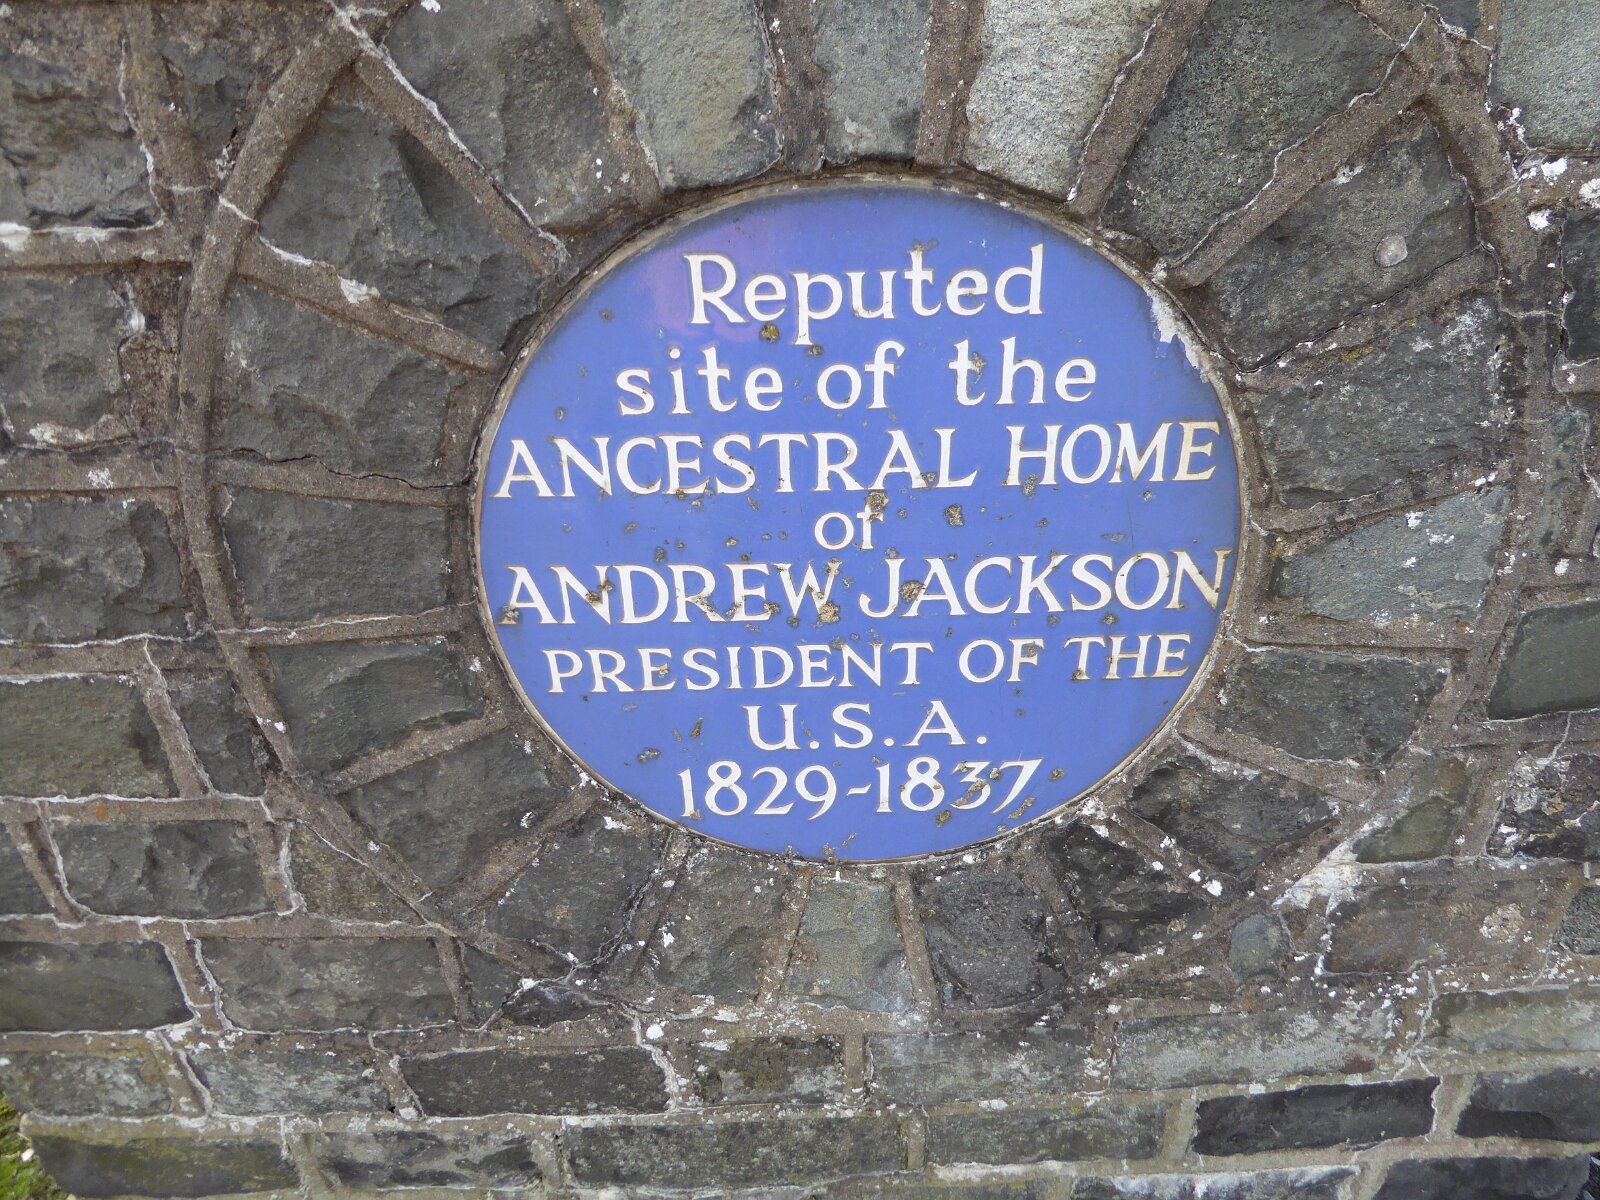 Reputed
site of the
ANCESTRAL HOME
of
ANDREW JACKSON
PRESIDENT OF THE
U.S.A.
1829-1837